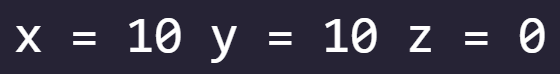 x = 10 y = 10 z = 0